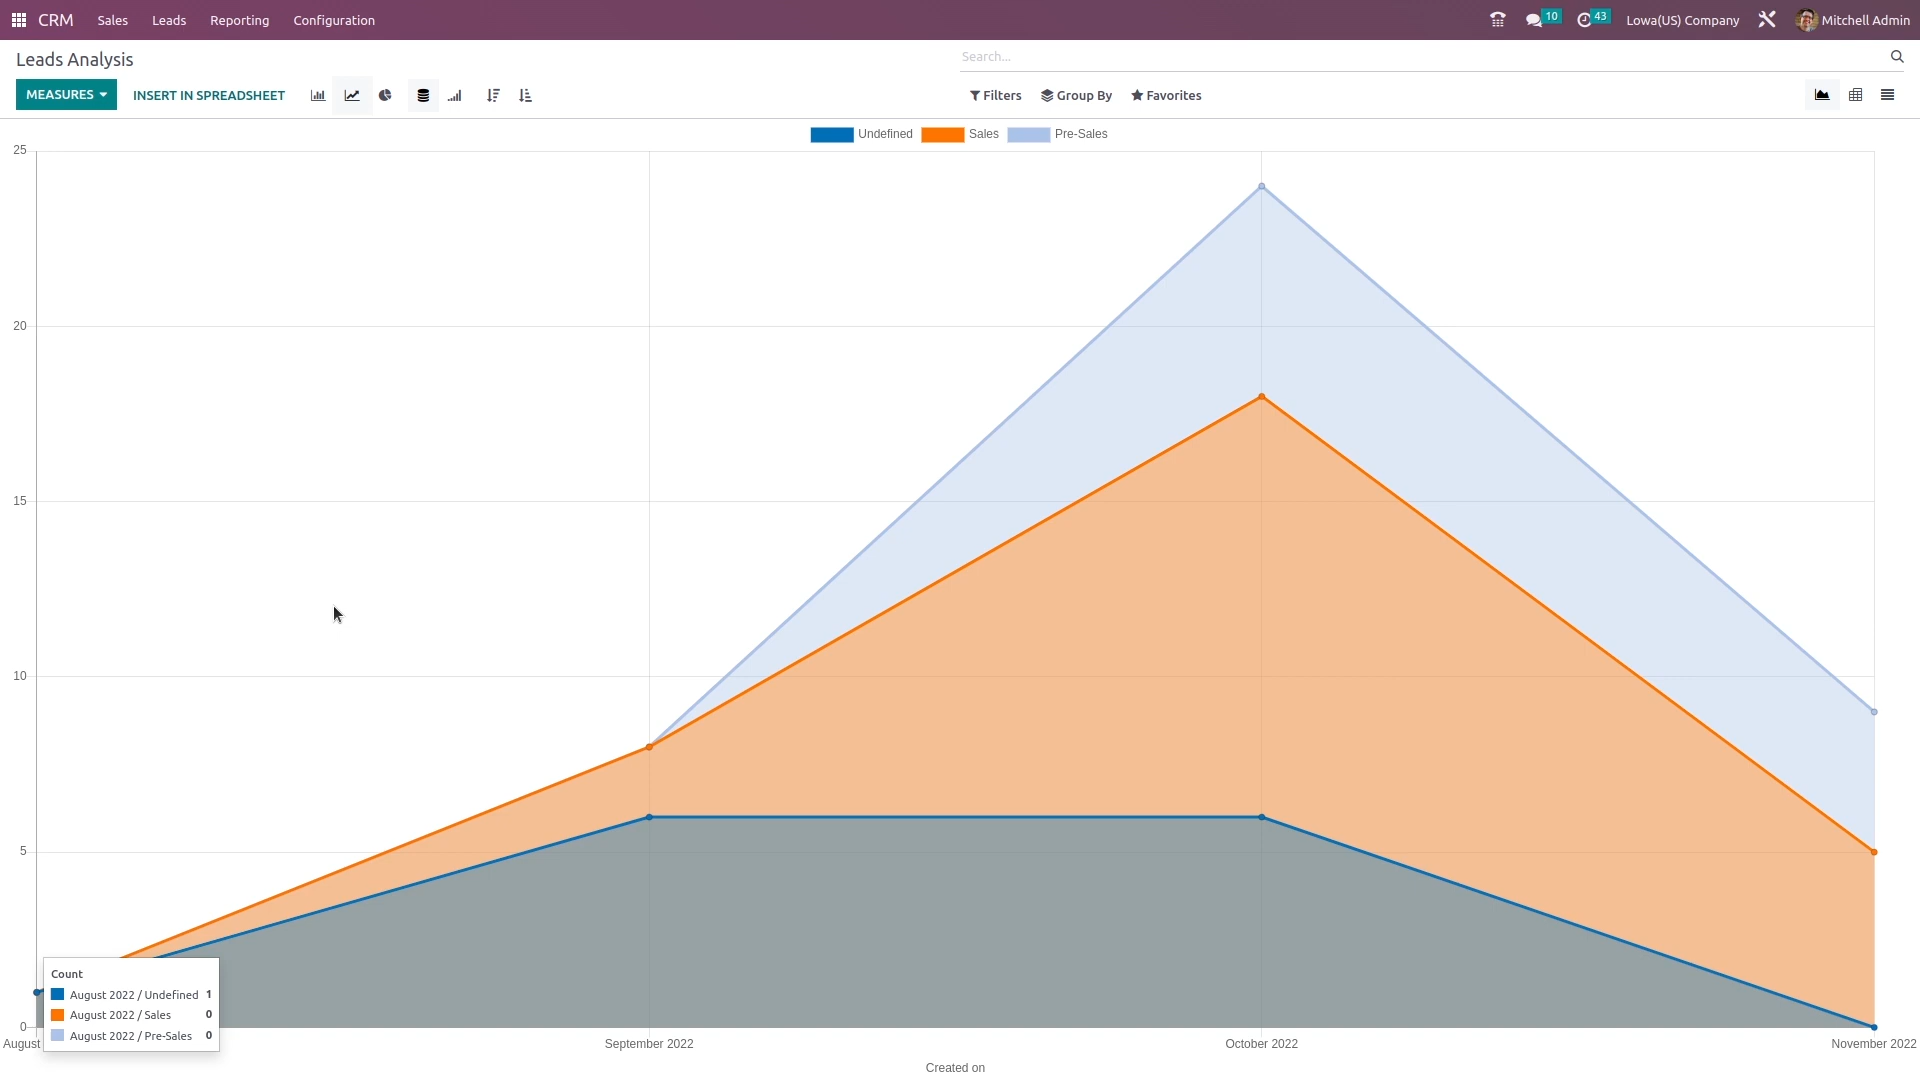 CRM Sales Leads Reporting Configuration 10 43 Lowa(US) Company Mitchell Admin
Leads Analysis
Search...
MEASURES INSERT IN SPREADSHEET Filters Group By Favorites
Undefined Sales Pre-Sales
25
20
15
10
5
0
Count
August 2022 / Undefined 1
August 2022 / Sales 0
August 2022 / Pre-Sales 0
August September 2022 October 2022 November 2022
Created on